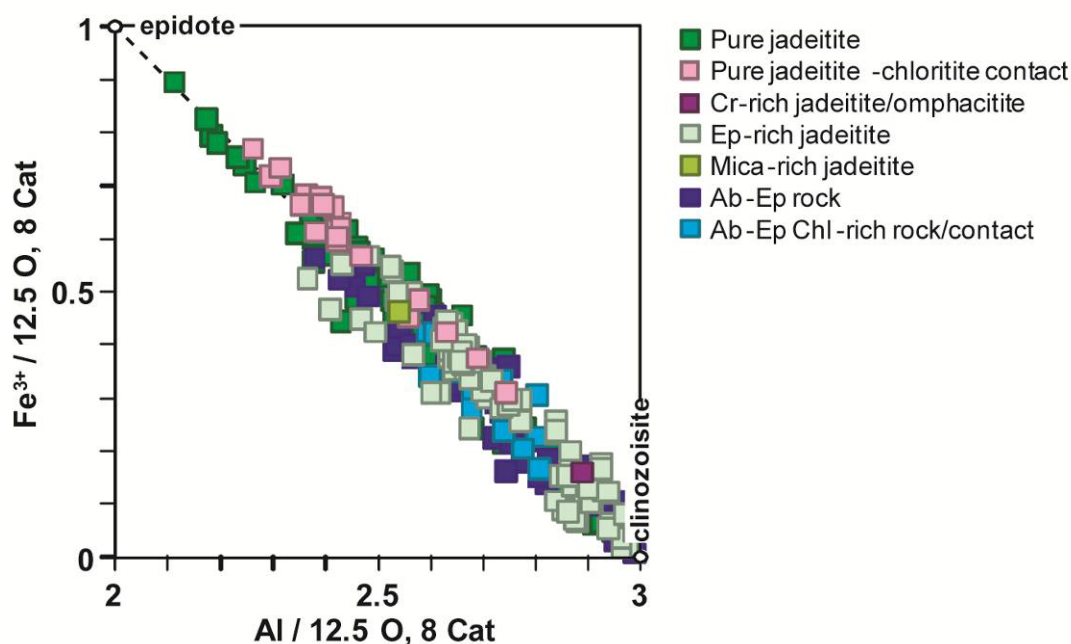 1
epidote
Fe3+ / 12.5 O, 8 Cat
0.5
0
clinozoisite
2
2.5
3
Al / 12.5 O, 8 Cat
Pure jadeitite
Pure jadeitite -chloritite contact
Cr-rich jadeitite/omphacitite
Ep-rich jadeitite
Mica-rich jadeitite
Ab-Ep rock
Ab-Ep Chl-rich rock/contact